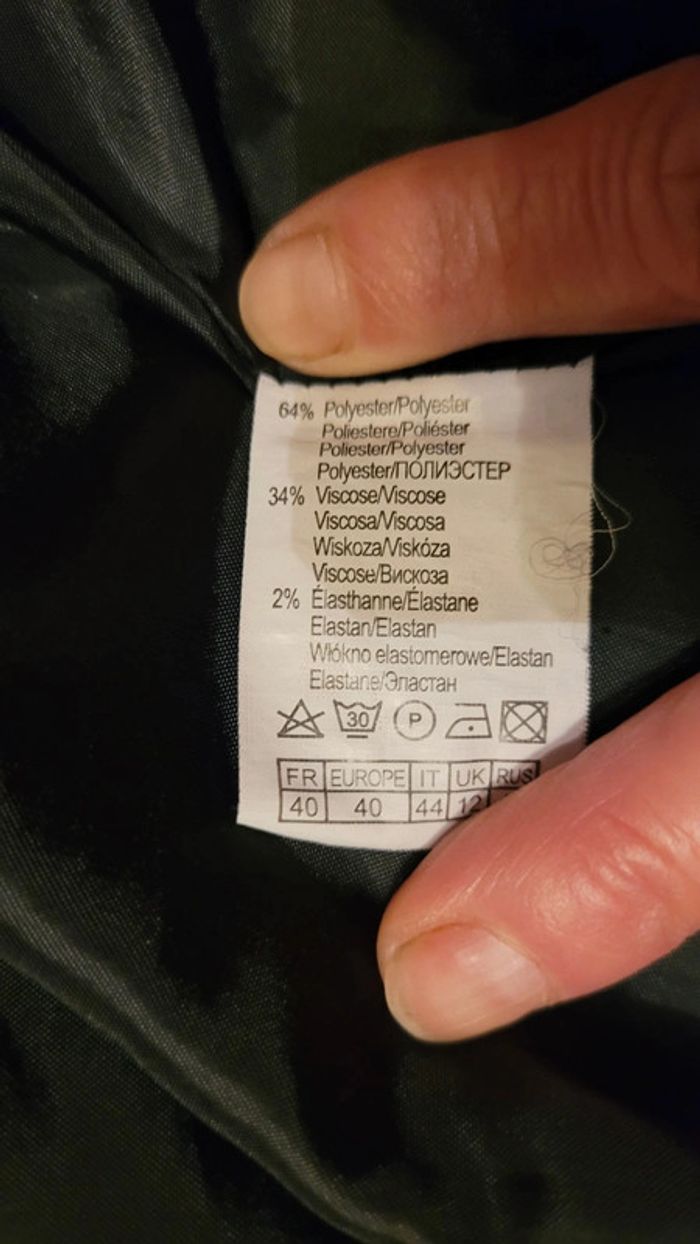 64% Polyester/Polyester
Poliestere/Poliéster
Poliester/Polyester
Polyester/ПОЛИЭСТЕР
34% Viscose/Viscose
Viscosa/Viscosa
Wiskoza/Viskóza
Viscose/Вискоза
2% Élasthanne/Élastane
Elastan/Elastan
Włókno elastomerowe/Elastan
Elastane/Эластан
30 P
FR EUROPE IT UK RUS
40 40 44 12